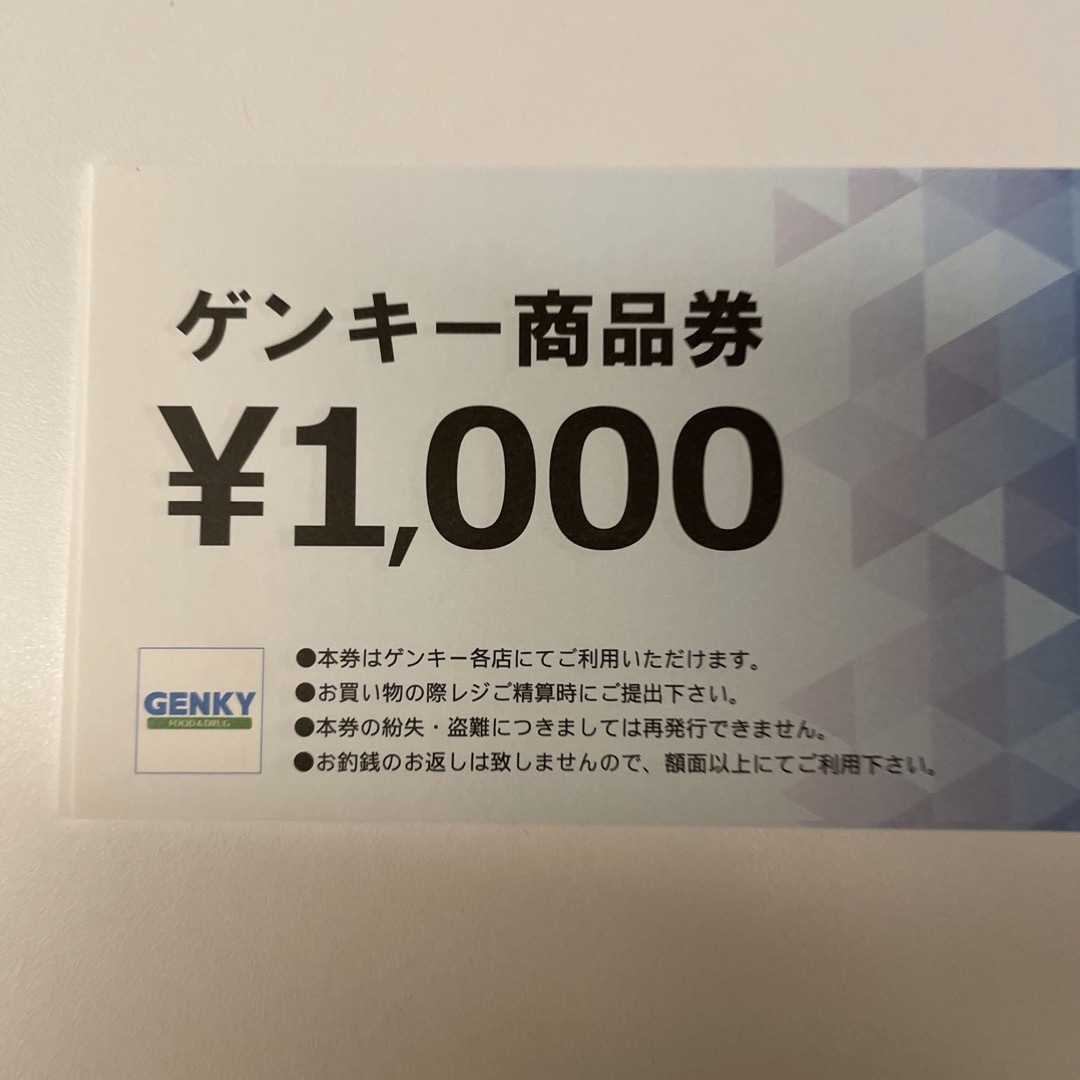 ゲンキー商品券
¥1,000
●本券はゲンキー各店にてご利用いただけます。
●お買い物の際レジご精算時にご提出下さい。
●本券の紛失・盗難につきましては再発行できません。
●お釣銭のお返しは致しませんので、額面以上にてご利用下さい。
GENKY
FOOD & DRUG